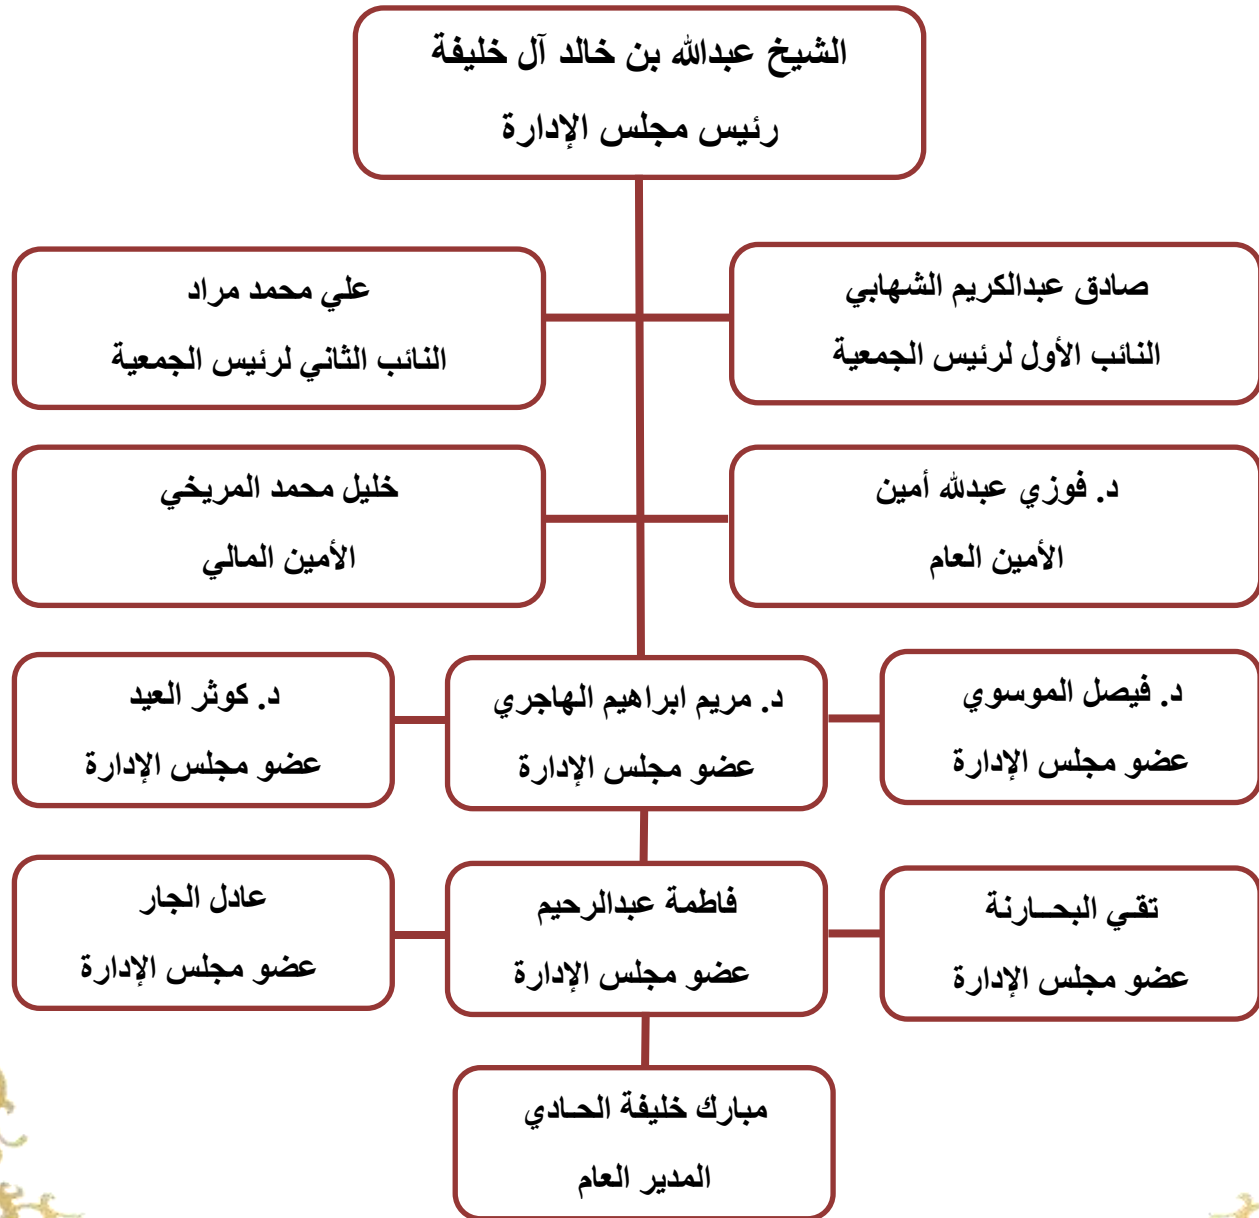 الشيخ عبدالله بن خالد آل خليفة
رئيس مجلس الإدارة
صادق عبدالكريم الشهابي
النائب الأول لرئيس الجمعية
علي محمد مراد
النائب الثاني لرئيس الجمعية
د. فوزي عبدلله أمين
الأمين العام
خليل محمد المريخي
الأمين المالي
د. فيصل الموسوي
عضو مجلس الإدارة
د. مريم ابراهيم الهاجري
عضو مجلس الإدارة
د. كوثر العيد
عضو مجلس الإدارة
تقـي البحـــارنة
عضو مجلس الإدارة
فاطمة عبدالرحيم
عضو مجلس الإدارة
عادل الجار
عضو مجلس الإدارة
مبارك خليفة الحـادي
المدير العام